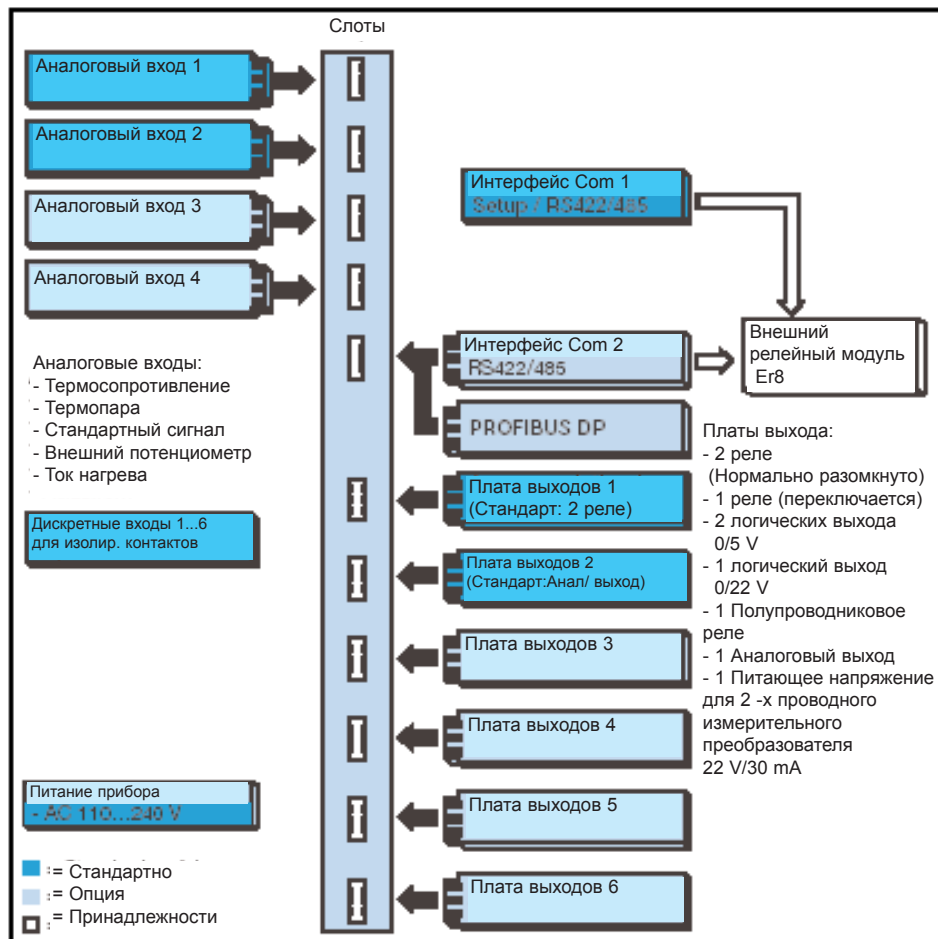 Слоты
Аналоговый вход 1
Аналоговый вход 2
Аналоговый вход 3
Аналоговый вход 4
Аналоговые входы:
- Термосопротивление
- Термопара
- Стандартный сигнал
- Внешний потенциометр
- Ток нагрева
Дискретные входы 1...6
для изолир. контактов
Питание прибора
- AC 110...240 V
= Стандартно
= Опция
= Принадлежности
Интерфейс Com 1
Setup / RS422/485
Интерфейс Com 2
RS422/485
PROFIBUS DP
Плата выходов 1
(Стандарт: 2 реле)
Плата выходов 2
(Стандарт:Анал/ выход)
Плата выходов 3
Плата выходов 4
Плата выходов 5
Плата выходов 6
Внешний
релейный модуль
Er8
Платы выхода:
- 2 реле
(Нормально разомкнуто)
- 1 реле (переключается)
- 2 логических выхода
0/5 V
- 1 логический выход
0/22 V
- 1 Полупроводниковое
реле
- 1 Аналоговый выход
- 1 Питающее напряжение
для 2 -х проводного
измерительного
преобразователя
22 V/30 mA